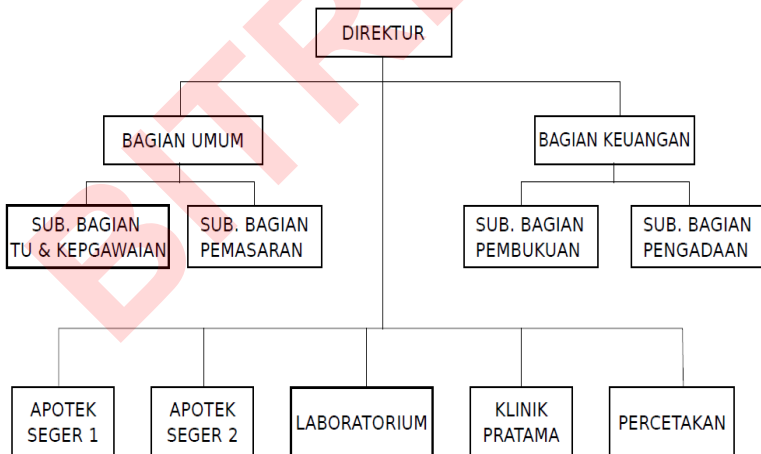 DIREKTUR
BAGIAN UMUM
BAGIAN KEUANGAN
SUB. BAGIAN
TU & KEPGAWAIAN
SUB. BAGIAN
PEMASARAN
SUB. BAGIAN
PEMBUKUAN
SUB. BAGIAN
PENGADAAN
APOTEK
SEGER 1
APOTEK
SEGER 2
LABORATORIUM
KLINIK
PRATAMA
PERCETAKAN